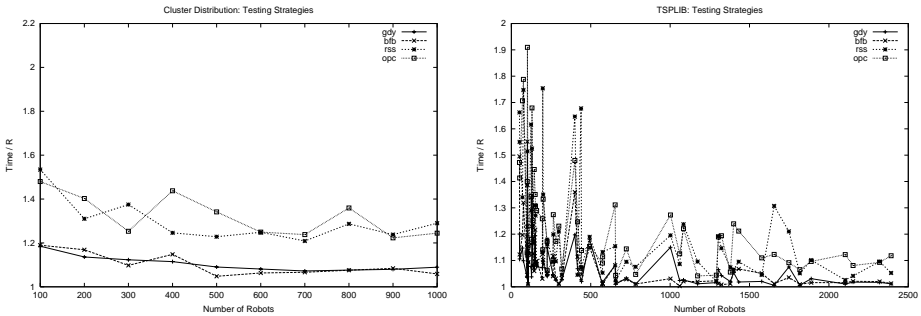 Cluster Distribution: Testing Strategies
2.2
2
1.8
1.6
1.4
1.2
1
Time / R
100 200 300 400 500 600 700 800 900 1000
Number of Robots
gdy
bfb
rss
opc
TSPLIB: Testing Strategies
2
1.9
1.8
1.7
1.6
1.5
1.4
1.3
1.2
1.1
1
Time / R
0 500 1000 1500 2000 2500
Number of Robots
gdy
bfb
rss
opc